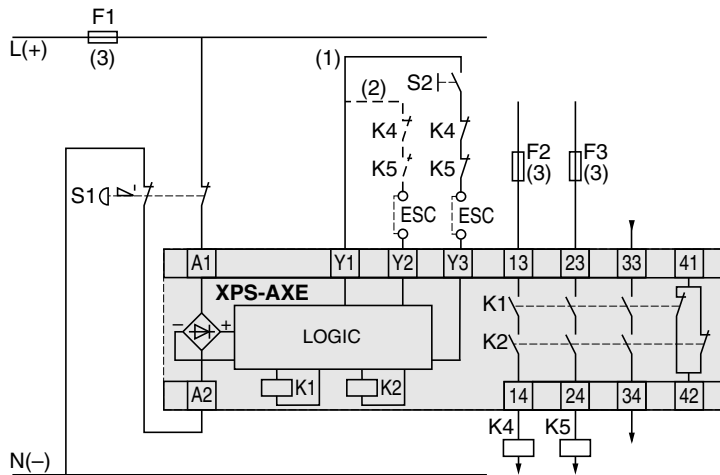 F1
L(+)
(3)
(1)
S2
(2)
K4 K4
K5 K5
F2 F3
(3) (3)
S1
ESC ESC
A1 Y1 Y2 Y3 13 23 33 41
XPS-AXE
K1
– +
LOGIC
K2
K1 K2
A2 14 24 34 42
K4 K5
N(–)